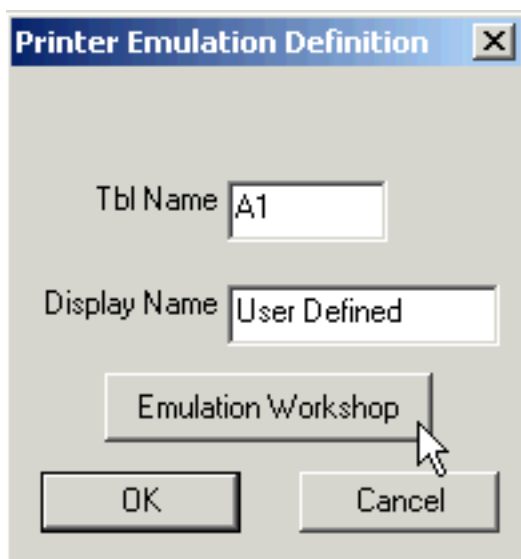 Printer Emulation Definition
Tbl Name A1
Display Name User Defined
Emulation Workshop
OK Cancel